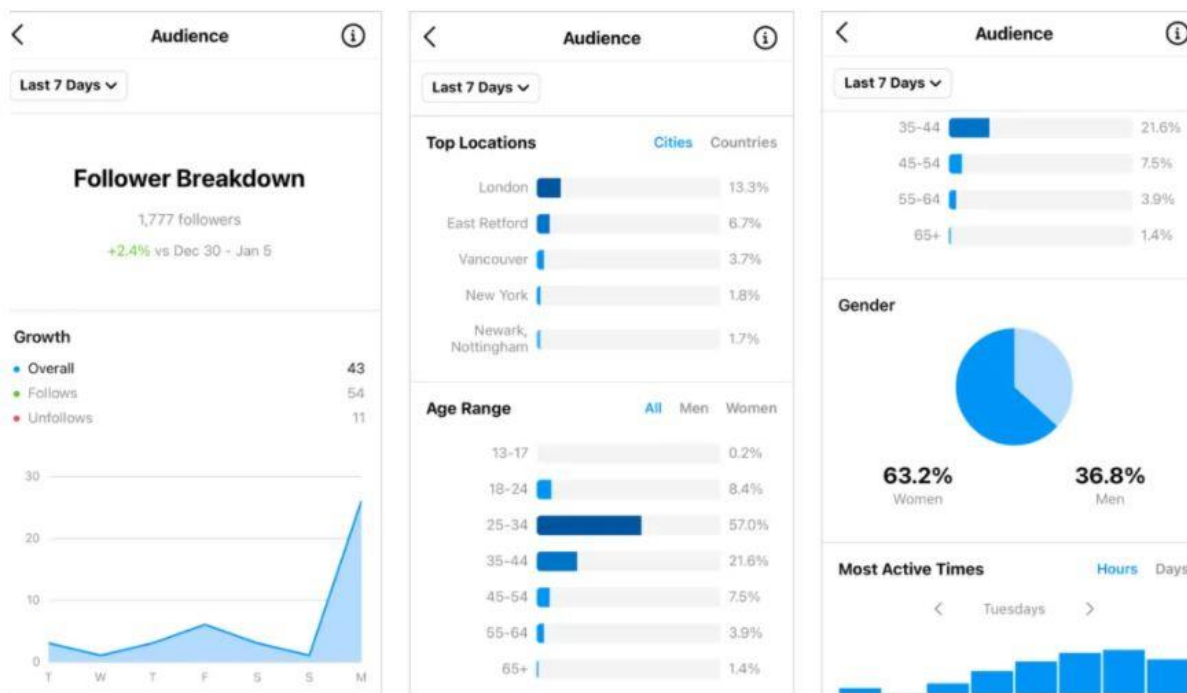 Audience
Last 7 Days
Follower Breakdown
1,777 followers
+2.4% vs Dec 30 - Jan 5
Growth
Overall 43
Follows 54
Unfollows 11
30
20
10
0
T W T F S S M
Audience
Last 7 Days
Top Locations Cities Countries
London 13.3%
East Retford 6.7%
Vancouver 3.7%
New York 1.8%
Newark,
Nottingham 1.7%
Age Range All Men Women
13-17 0.2%
18-24 8.4%
25-34 57.0%
35-44 21.6%
45-54 7.5%
55-64 3.9%
65+ 1.4%
Audience
Last 7 Days
35-44 21.6%
45-54 7.5%
55-64 3.9%
65+ 1.4%
Gender
63.2% 36.8%
Women Men
Most Active Times Hours Days
Tuesdays